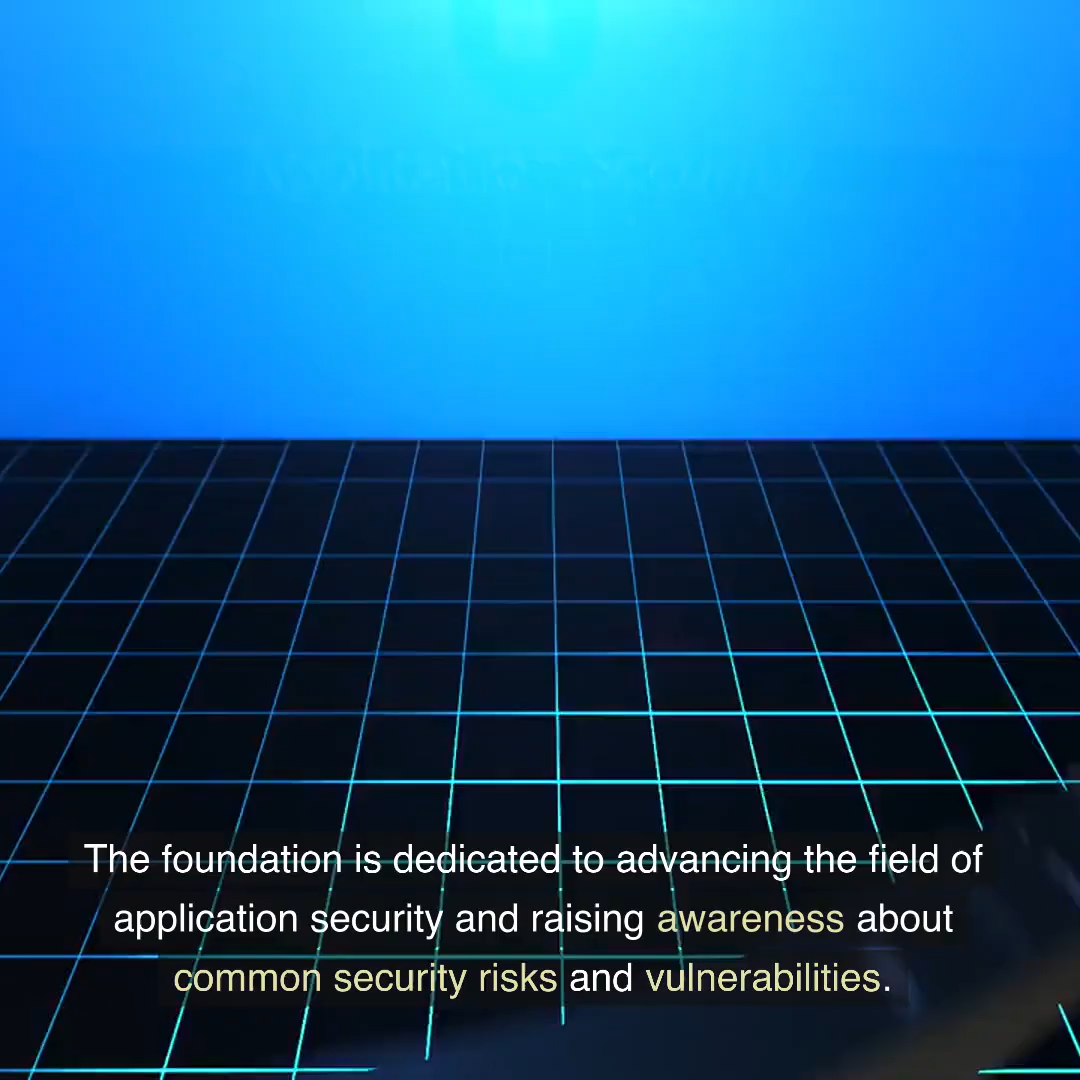 The foundation is dedicated to advancing the field of
application security and raising awareness about
common security risks and vulnerabilities.